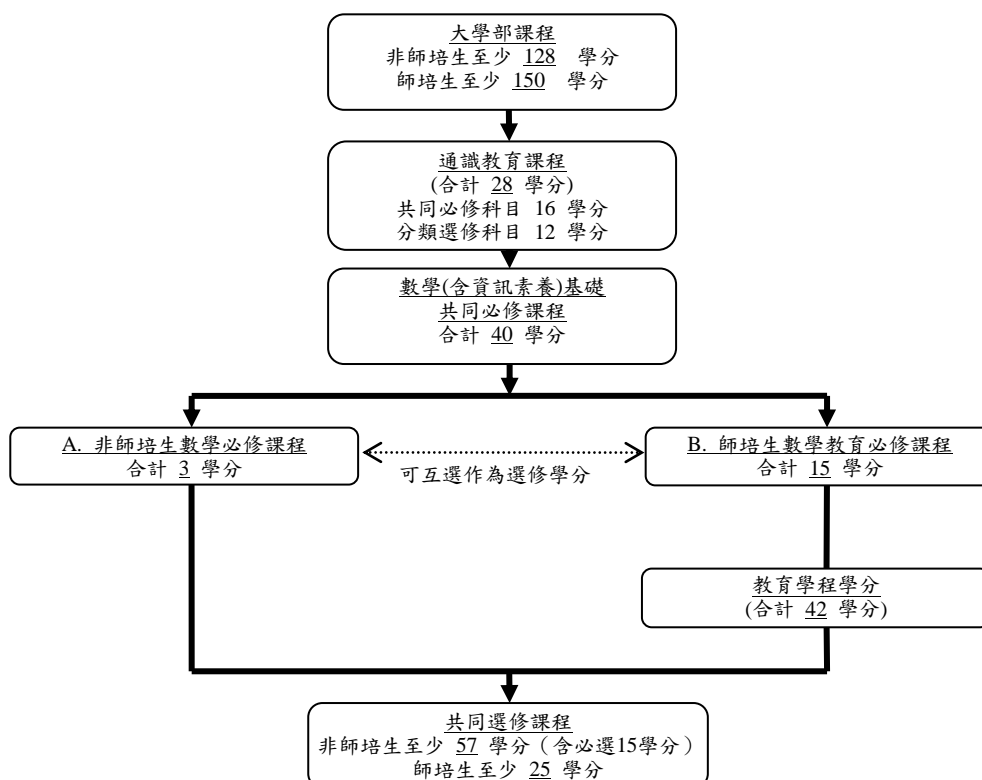 大學部課程
非師培生至少 128 學分
師培生至少 150 學分
通識教育課程
(合計 28 學分)
共同必修科目 16 學分
分類選修科目 12 學分
數學(含資訊素養)基礎
共同必修課程
合計 40 學分
A. 非師培生數學必修課程
合計 3 學分
可互選作為選修學分
B. 師培生數學教育必修課程
合計 15 學分
教育學程學分
(合計 42 學分)
共同選修課程
非師培生至少 57 學分（含必選15學分）
師培生至少 25 學分